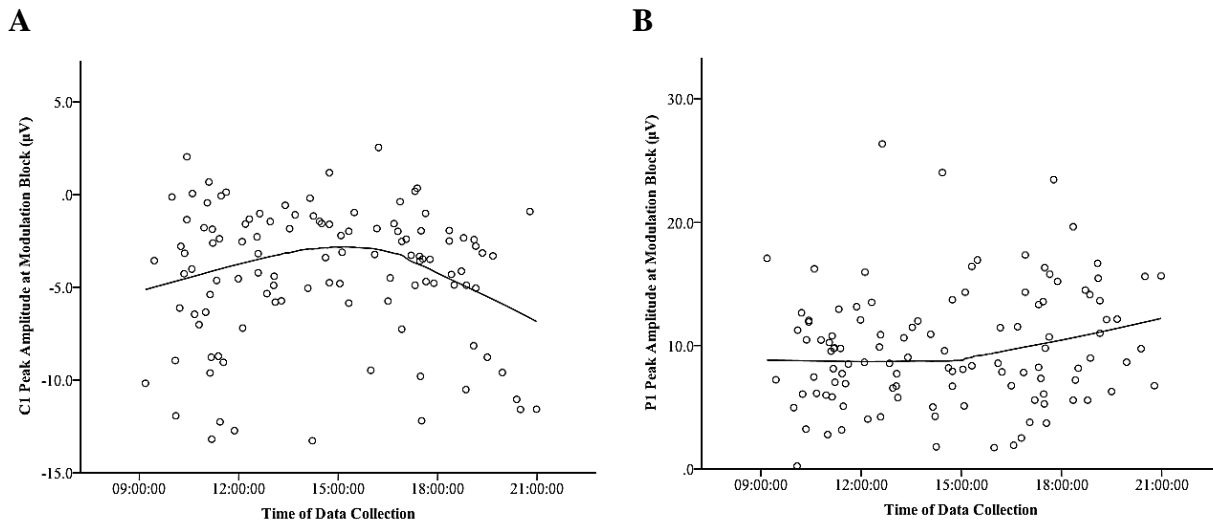 A
C1 Peak Amplitude at Modulation Block (µV)
5.0
.0
-5.0
-10.0
-15.0
09:00:00 12:00:00 15:00:00 18:00:00 21:00:00
Time of Data Collection
B
P1 Peak Amplitude at Modulation Block (µV)
30.0
20.0
10.0
.0
09:00:00 12:00:00 15:00:00 18:00:00 21:00:00
Time of Data Collection